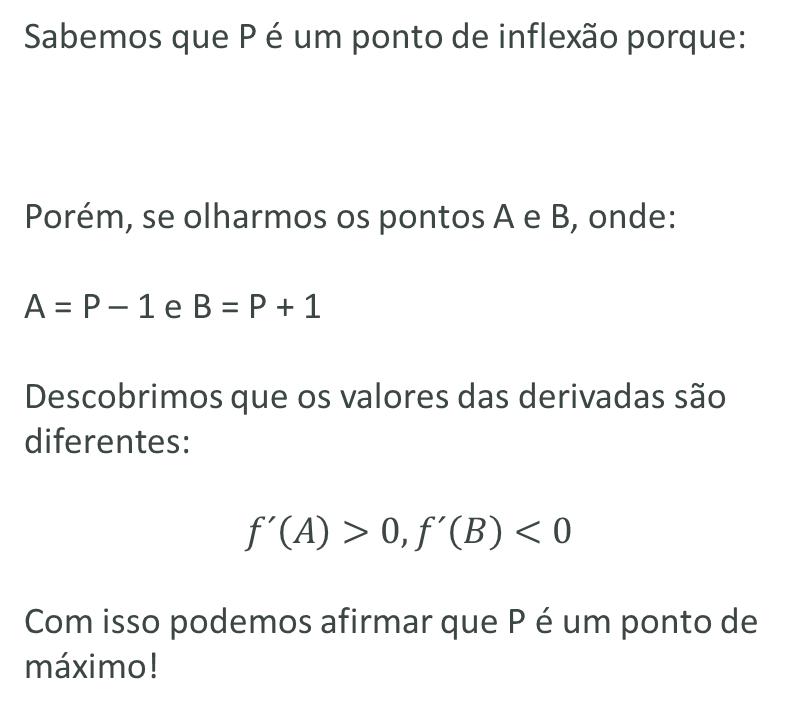 Sabemos que P é um ponto de inflexão porque:
Porém, se olharmos os pontos A e B, onde:
A = P – 1 e B = P + 1
Descobrimos que os valores das derivadas são
diferentes:
f´(A) > 0, f´(B) < 0
Com isso podemos afirmar que P é um ponto de
máximo!